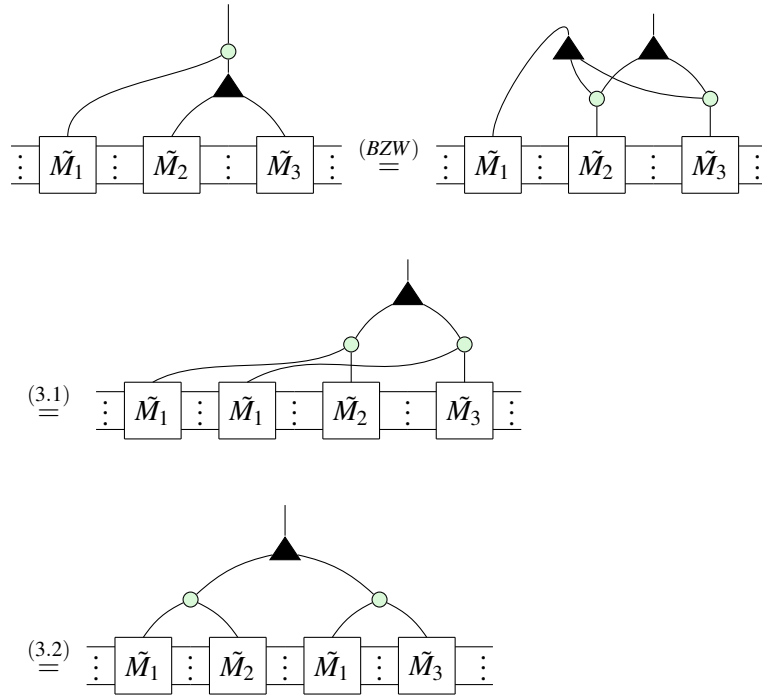 ⋮ M̃₁ ⋮ M̃₂ ⋮ M̃₃ ⋮ (BZW) = ⋮ M̃₁ ⋮ M̃₂ ⋮ M̃₃ ⋮
(3.1) = ⋮ M̃₁ ⋮ M̃₁ ⋮ M̃₂ ⋮ M̃₃ ⋮
(3.2) = ⋮ M̃₁ ⋮ M̃₂ ⋮ M̃₁ ⋮ M̃₃ ⋮